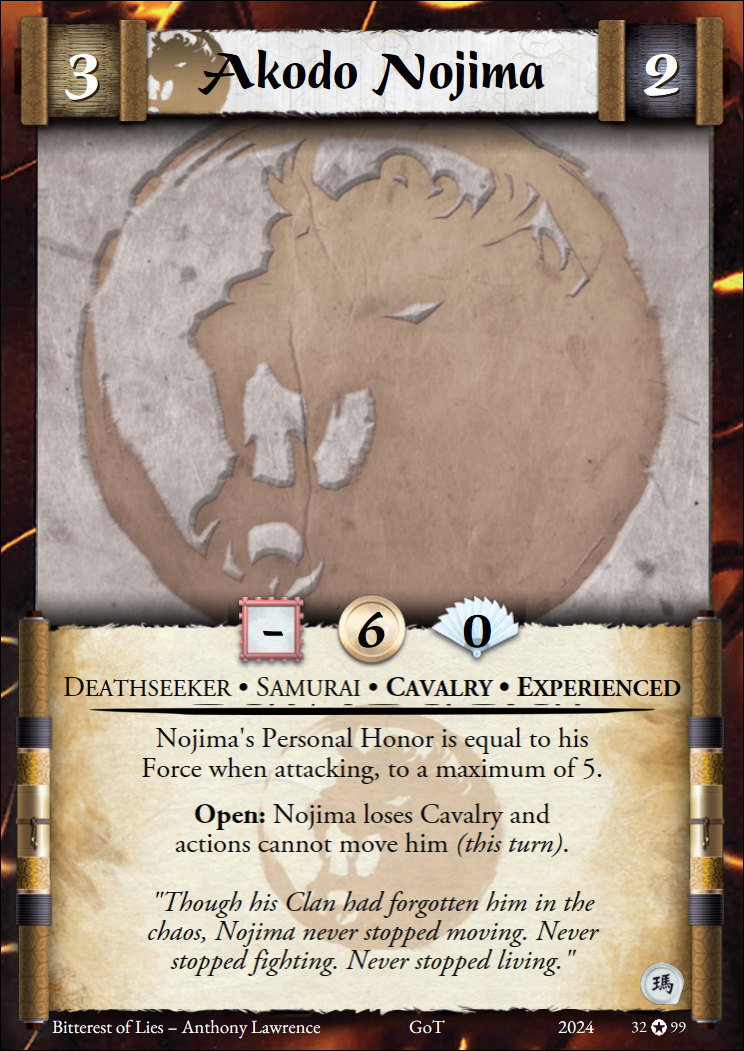 3
Akodo Nojima
2
-
6
0
DEATHSEEKER • SAMURAI • CAVALRY • EXPERIENCED
Nojima's Personal Honor is equal to his
Force when attacking, to a maximum of 5.
Open: Nojima loses Cavalry and
actions cannot move him (this turn).
"Though his Clan had forgotten him in the
chaos, Nojima never stopped moving. Never
stopped fighting. Never stopped living."
瑪
Bitterest of Lies – Anthony Lawrence
GoT
2024
32 ✪ 99